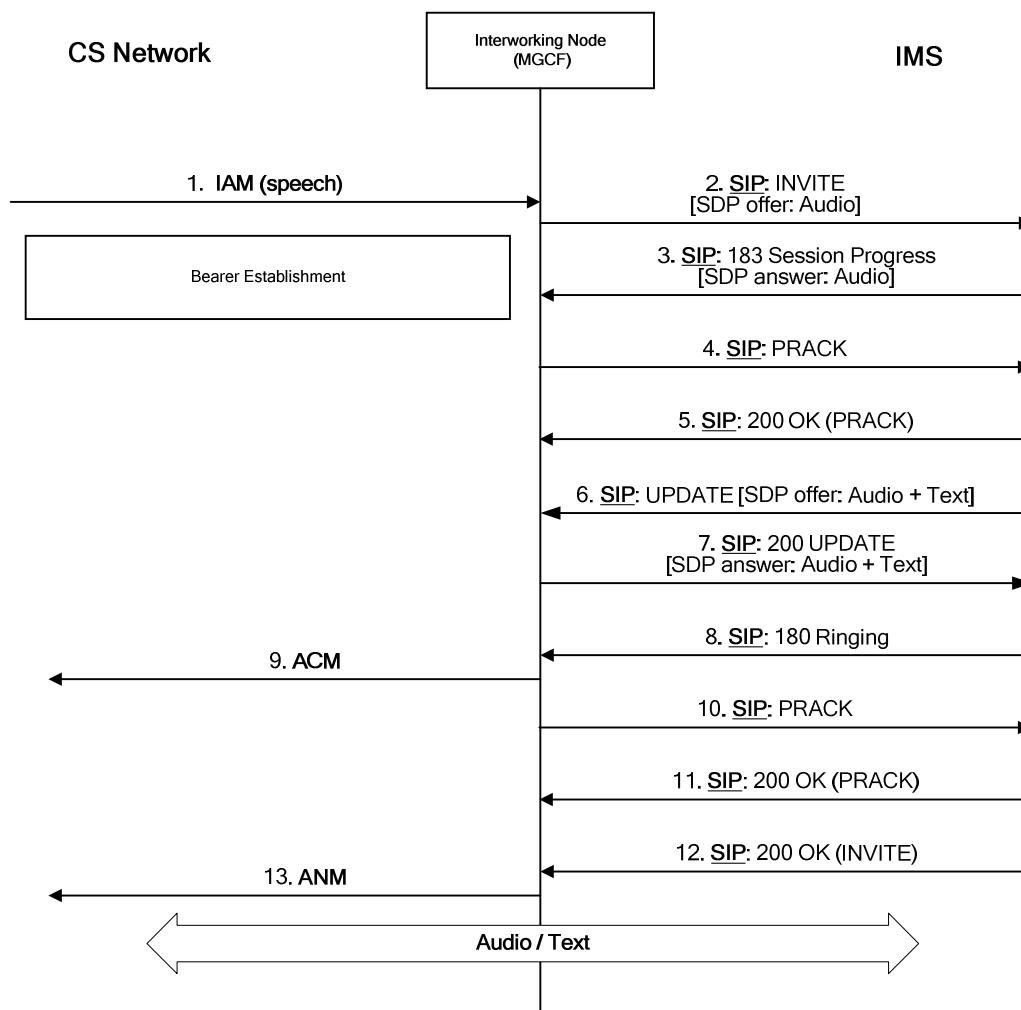 CS Network
Interworking Node
(MGCF)
IMS
1. IAM (speech)
2. SIP: INVITE
[SDP offer: Audio]
Bearer Establishment
3. SIP: 183 Session Progress
[SDP answer: Audio]
4. SIP: PRACK
5. SIP: 200 OK (PRACK)
6. SIP: UPDATE [SDP offer: Audio + Text]
7. SIP: 200 UPDATE
[SDP answer: Audio + Text]
8. SIP: 180 Ringing
9. ACM
10. SIP: PRACK
11. SIP: 200 OK (PRACK)
12. SIP: 200 OK (INVITE)
13. ANM
Audio / Text